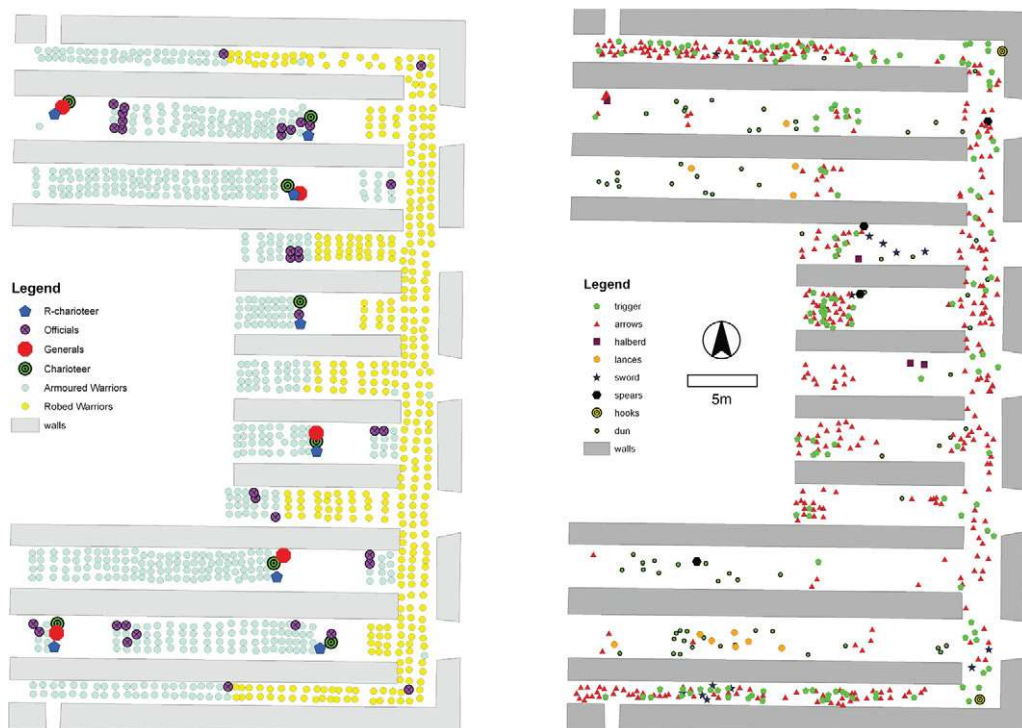 Legend
R-charioteer
Officials
Generals
Charioteer
Armoured Warriors
Robed Warriors
walls
Legend
trigger
arrows
halberd
lances
sword
spears
hooks
dun
walls
5m